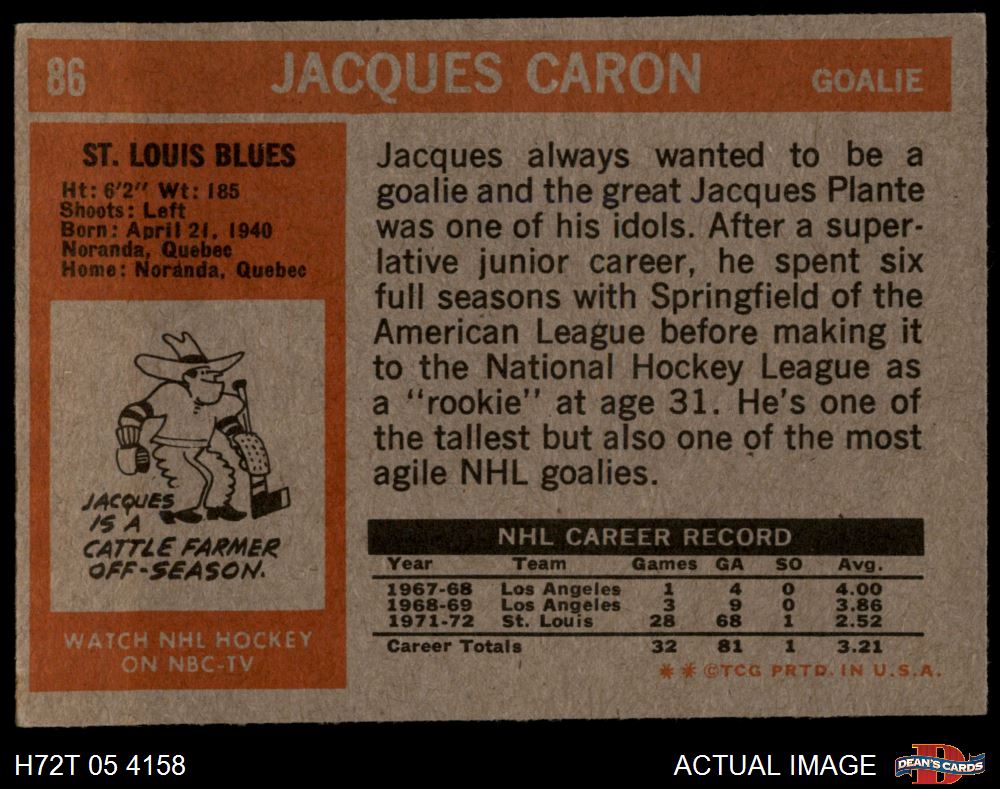 86 JACQUES CARON GOALIE
ST. LOUIS BLUES
Ht: 6'2" Wt: 185
Shoots: Left
Born: April 21, 1940
Noranda, Quebec
Home: Noranda, Quebec
JACQUES
IS A
CATTLE FARMER
OFF-SEASON.
WATCH NHL HOCKEY
ON NBC-TV
Jacques always wanted to be a
goalie and the great Jacques Plante
was one of his idols. After a super-
lative junior career, he spent six
full seasons with Springfield of the
American League before making it
to the National Hockey League as
a "rookie" at age 31. He's one of
the tallest but also one of the most
agile NHL goalies.
NHL CAREER RECORD
Year Team Games GA SO Avg.
1967-68 Los Angeles 1 4 0 4.00
1968-69 Los Angeles 3 9 0 3.86
1971-72 St. Louis 28 68 1 2.52
Career Totals 32 81 1 3.21
* * ©TCG PRTD. IN U.S.A.
H72T 05 4158 ACTUAL IMAGE D DEAN'S CARDS